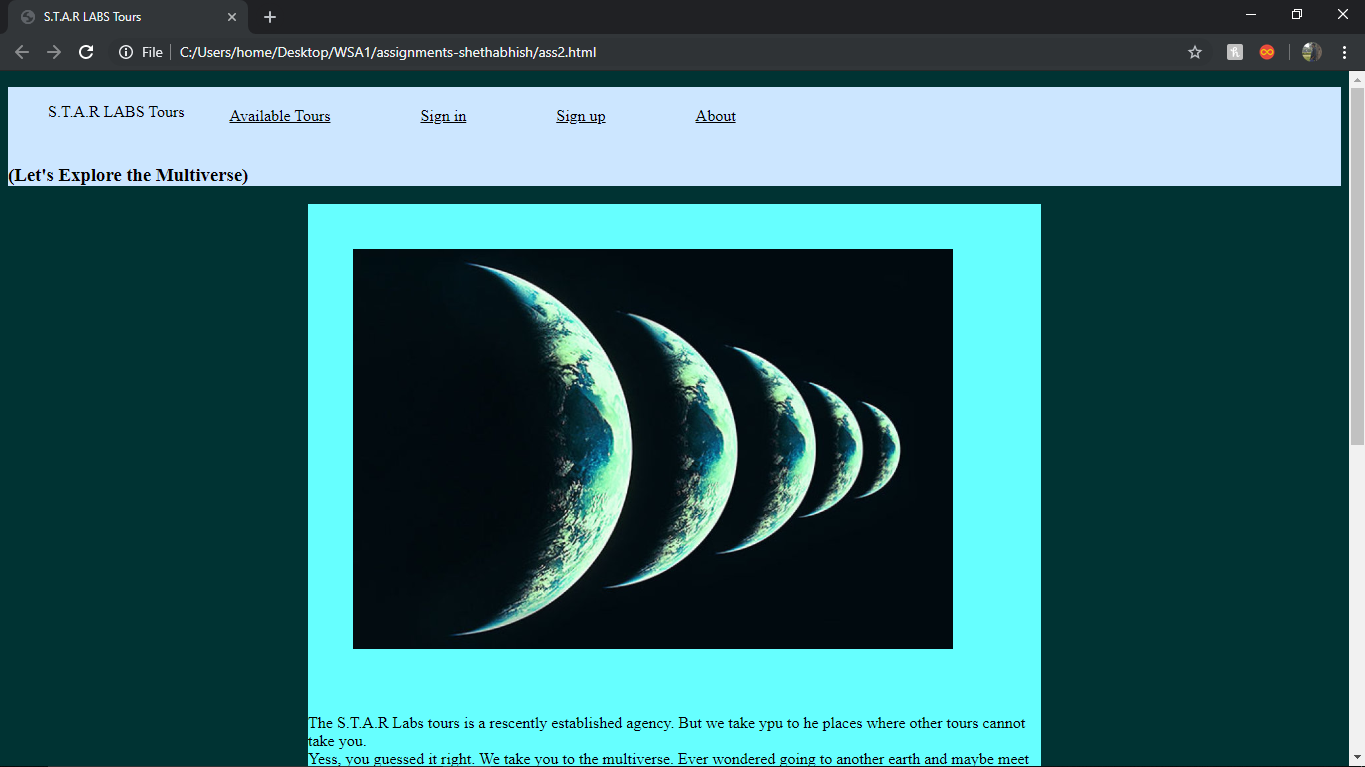 S.T.A.R LABS Tours
File
C:/Users/home/Desktop/WSA1/assignments-shethabhish/ass2.html
S.T.A.R LABS Tours
Available Tours
Sign in
Sign up
About
(Let's Explore the Multiverse)
The S.T.A.R Labs tours is a rescently established agency. But we take ypu to he places where other tours cannot
take you.
Yess, you guessed it right. We take you to the multiverse. Ever wondered going to another earth and maybe meet